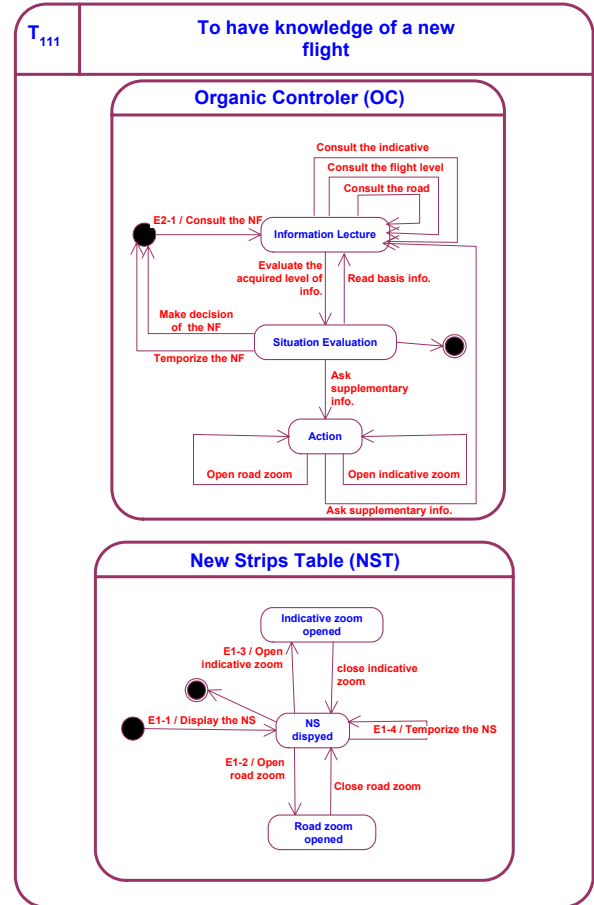 T111
To have knowledge of a new
flight
Organic Controler (OC)
Consult the indicative
Consult the flight level
Consult the road
E2-1 / Consult the NF
Information Lecture
Evaluate the
acquired level of
info.
Read basis info.
Make decision
of the NF
Situation Evaluation
Temporize the NF
Ask
supplementary
info.
Action
Open road zoom
Open indicative zoom
Ask supplementary info.
New Strips Table (NST)
Indicative zoom
opened
E1-3 / Open
indicative zoom
close indicative
zoom
E1-1 / Display the NS
NS
dispyed
E1-4 / Temporize the NS
E1-2 / Open
road zoom
Close road zoom
Road zoom
opened